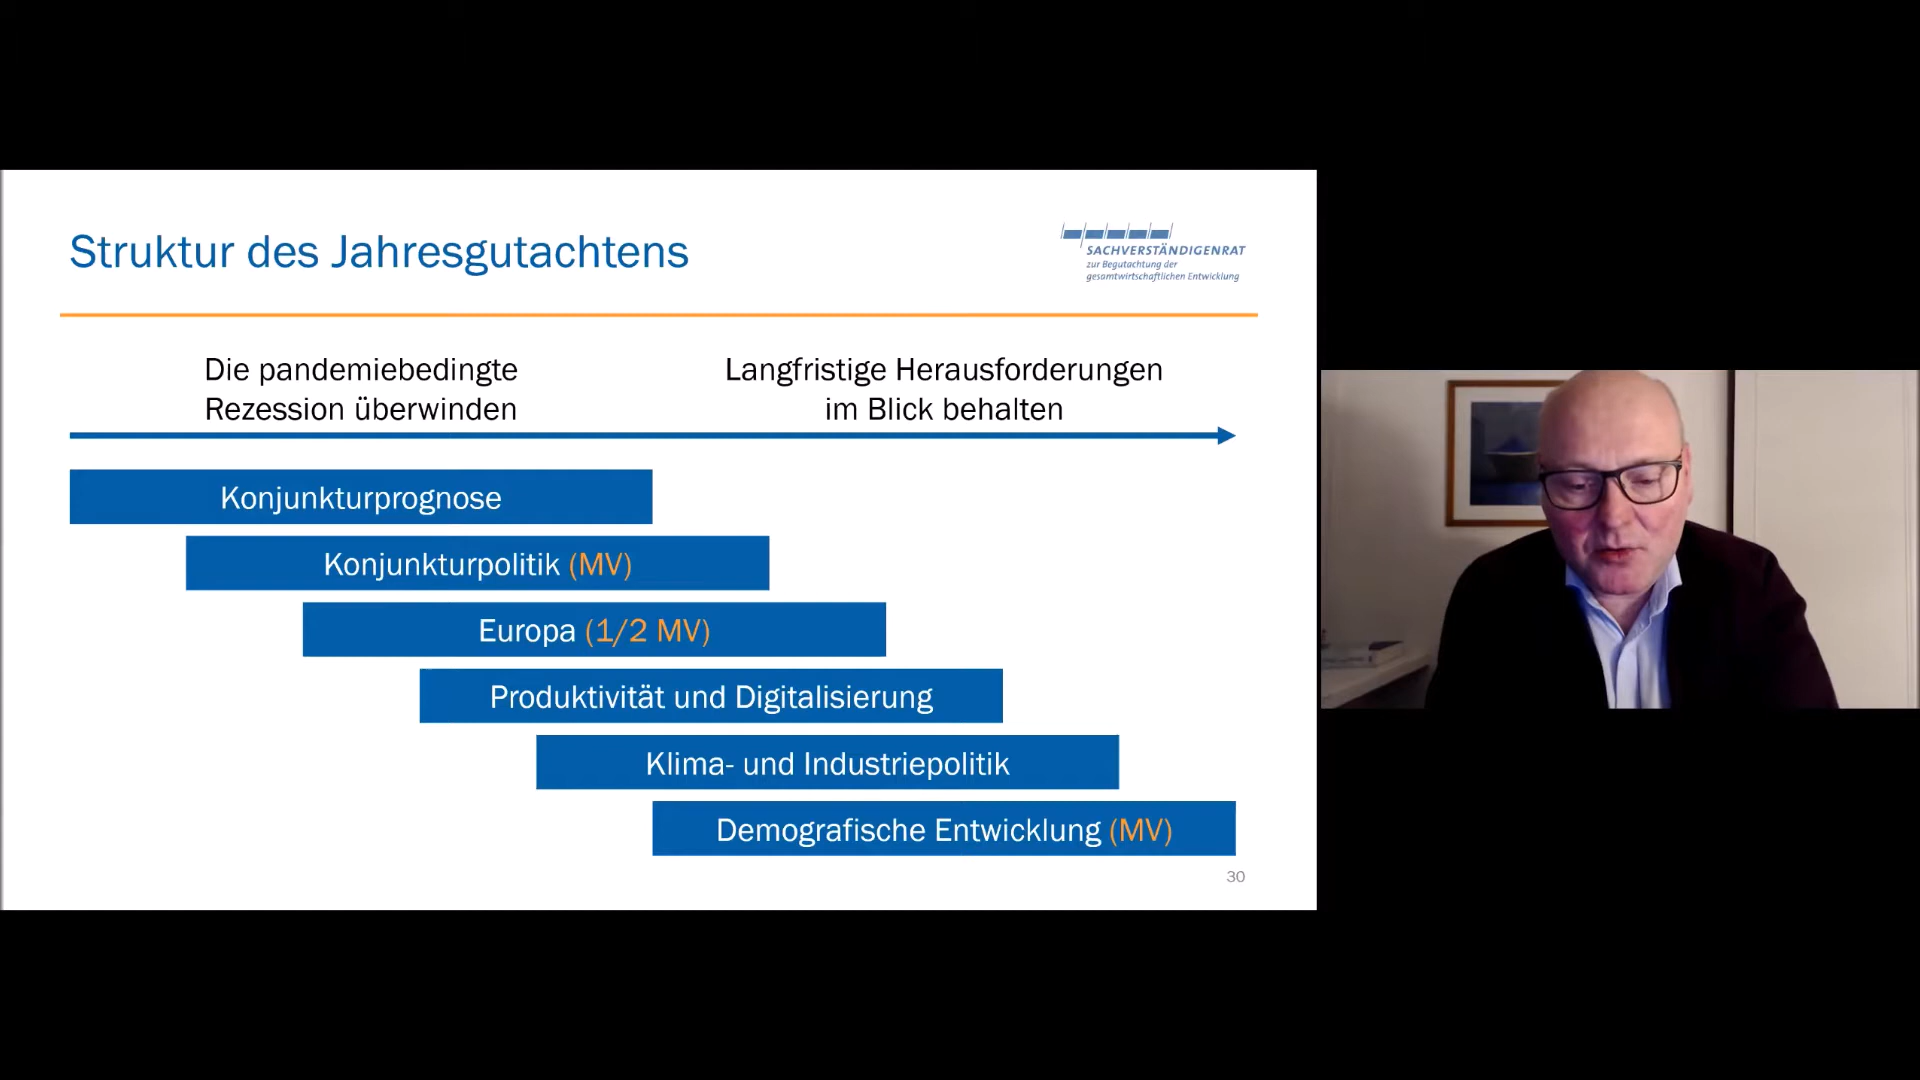 Struktur des Jahresgutachtens
SACHVERSTÄNDIGENRAT
zur Begutachtung der
gesamtwirtschaftlichen Entwicklung
Die pandemiebedingte
Rezession überwinden
Langfristige Herausforderungen
im Blick behalten
Konjunkturprognose
Konjunkturpolitik (MV)
Europa (1/2 MV)
Produktivität und Digitalisierung
Klima- und Industriepolitik
Demografische Entwicklung (MV)
30